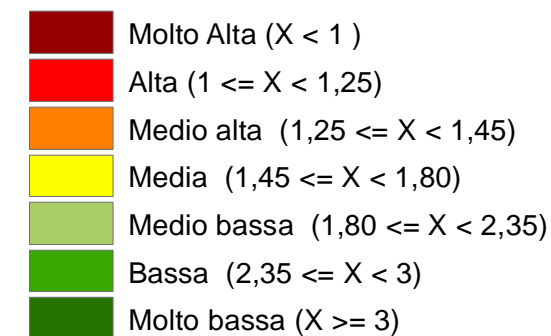 Molto Alta (X < 1 )
Alta (1 <= X < 1,25)
Medio alta  (1,25 <= X < 1,45)
Media  (1,45 <= X < 1,80)
Medio bassa  (1,80 <= X < 2,35)
Bassa  (2,35 <= X < 3)
Molto bassa (X >= 3)